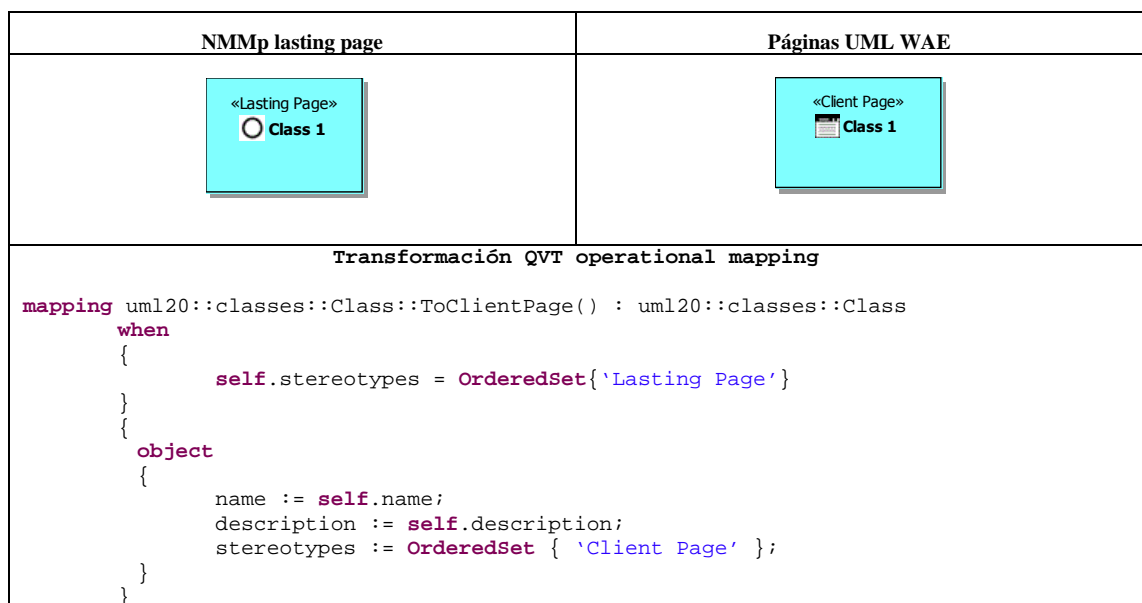 NMMp lasting page
Páginas UML WAE
«Lasting Page»
Class 1
«Client Page»
Class 1
Transformación QVT operational mapping
mapping uml20::classes::Class::ToClientPage() : uml20::classes::Class
when
{
self.stereotypes = OrderedSet{‘Lasting Page’}
}
{
object
{
name := self.name;
description := self.description;
stereotypes := OrderedSet { ‘Client Page’ };
}
}